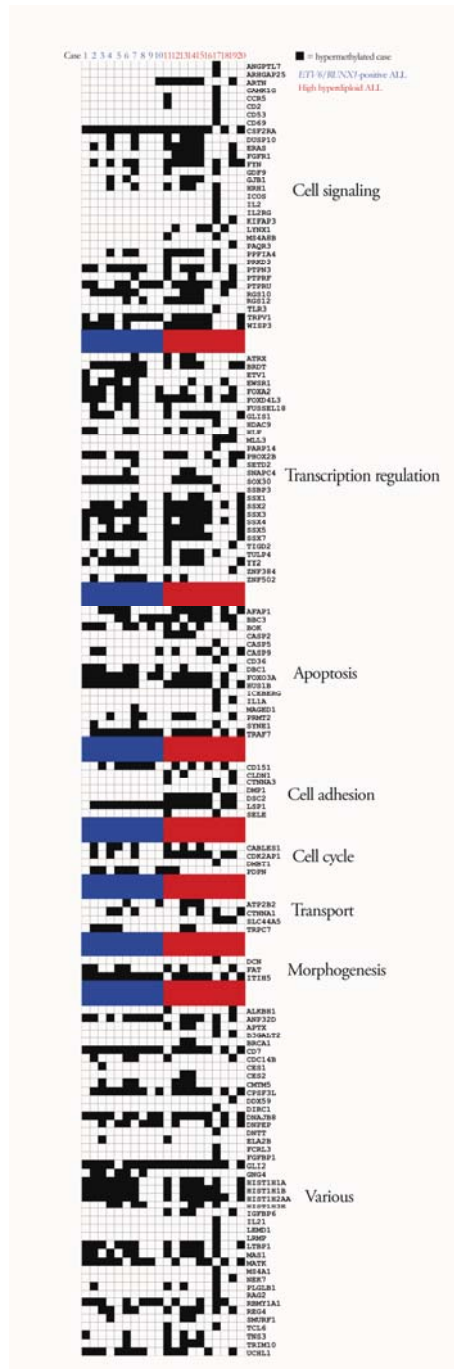 Case 1 2 3 4 5 6 7 8 9 10 11 12 13 14 15 16 17 18 19 20
= hypermethylated case
ETV6/RUNX1-positive ALL
High hyperdiploid ALL
ANGPTL7
ARHGAP25
ARTN
CCR5
CD2
CD53
CD69
CSF2RA
DUSP10
ERAS
FGFR1
FYN
GDF9
GJB1
HRH1
ICOS
IL2
IL2RG
KIFAP3
LYNX1
MS4A8B
PAQR3
PPFIA4
PRKD3
PTPN3
PTPRF
PTPRU
RGS10
RGS12
TLR3
TRPV1
WISP3
Cell signaling
ATRX
BRDT
ETV1
EWSR1
FOXA2
FOXD4L3
FUSSEL18
GLIS1
HDAC9
HLF
MLL3
PARP14
PHOX2B
SETD2
SNAPC4
SOX30
SSBP3
SSX1
SSX2
SSX3
SSX4
SSX5
SSX7
TIGD2
TULP4
YY2
ZNF384
ZNF502
Transcription regulation
AFAP1
BBC3
BOK
CASP2
CASP5
CASP9
CD36
DBC1
FOXO3A
HUS1B
ICEBERG
IL1A
MAGED1
PRMT2
SYNE1
TRAF7
Apoptosis
CD151
CLDN1
CTNNA3
DMP1
DSC2
LSP1
SELE
Cell adhesion
CABLES1
CDK2AP1
DMBT1
PDPN
Cell cycle
ATP2B2
CTNNA1
SLC44A5
TRPC7
Transport
DCN
FAT
ITIH5
Morphogenesis
ALKBH1
ANP32D
APTX
B3GALT2
BRCA1
CD7
CDC14B
CES1
CES2
CMTM5
CPSF3L
DDX59
DIRC1
DNAJB8
DNPEP
DNTT
ELA2B
FCRL3
FGFBP1
GLI2
GNG4
HIST1H1A
HIST1H1B
HIST1H2AA
IGFBP6
IL21
LEMD1
LRMP
LTBP1
MAS1
MATK
MS4A1
NEK7
PLGLB1
RAG2
RBMY1A1
REG4
SMURF1
TCL6
TNS3
TRIM10
UCHL1
Various